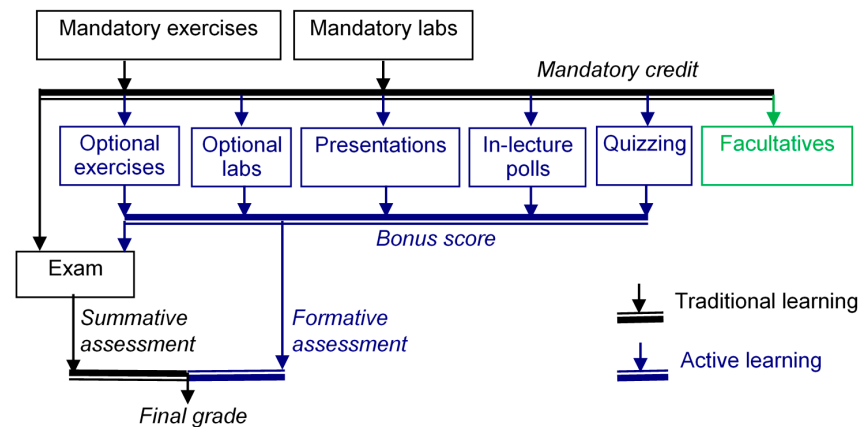 Mandatory exercises
Mandatory labs
Mandatory credit
Optional
exercises
Optional
labs
Presentations
In-lecture
polls
Quizzing
Facultatives
Bonus score
Exam
Summative
assessment
Formative
assessment
Final grade
Traditional learning
Active learning